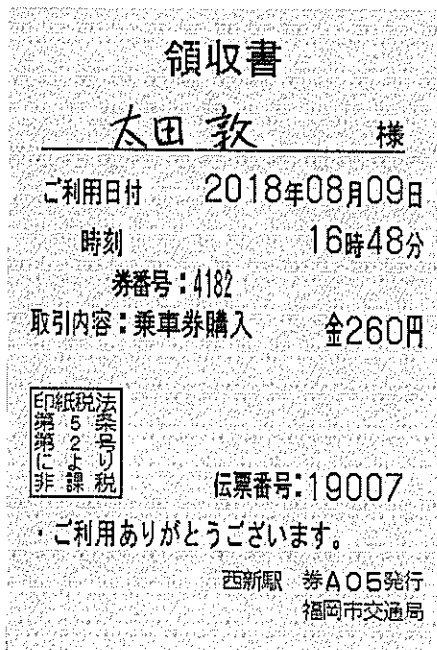 領収書
太田 敦 様
ご利用日付 2018年08月09日
時刻 16時48分
券番号:4182
取引内容:乗車券購入 金260円
印紙税法
第5条
第2号
により
非課税
伝票番号:19007
・ご利用ありがとうございます。
西新駅 券A05発行
福岡市交通局